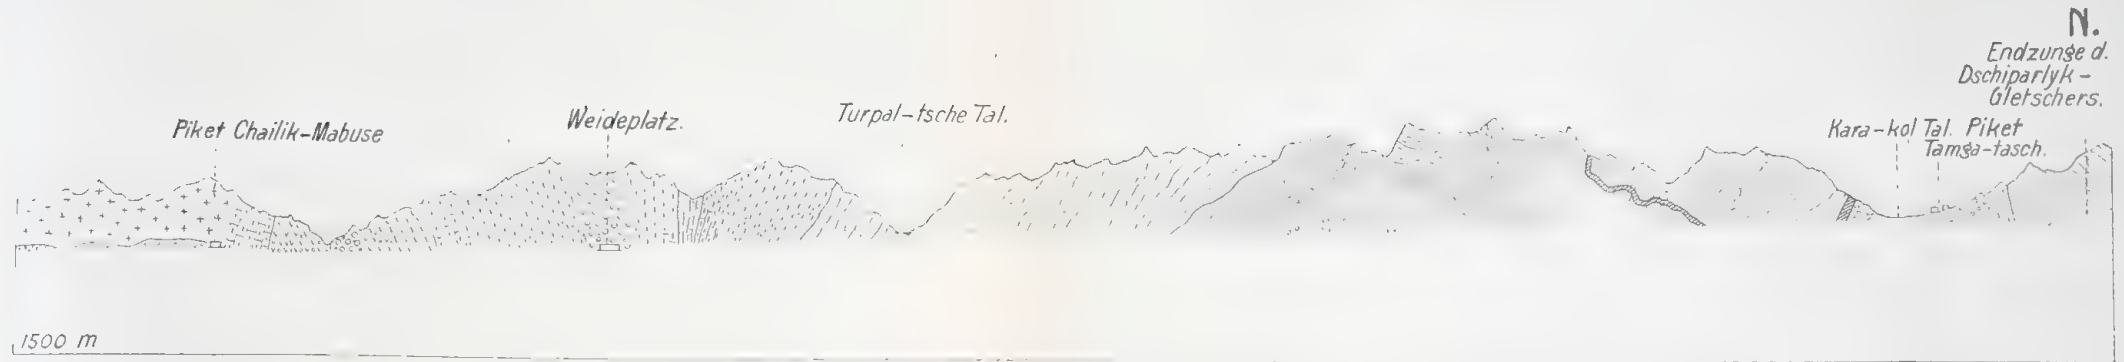 N.
Endzunge d.
Dschiparlyk-
Gletschers.
Piket Chailik-Mabuse
Weideplatz.
Turpal-tsche Tal.
Kara-kol Tal.
Piket
Tamga-tasch.
1500 m